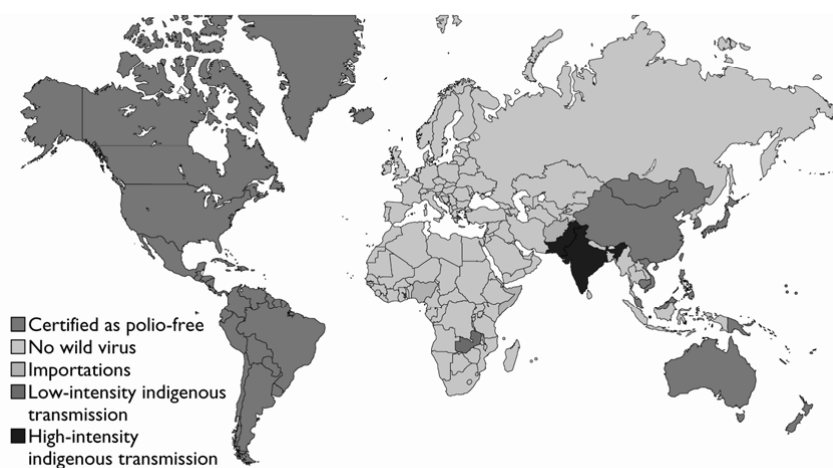 Certified as polio-free
No wild virus
Importations
Low-intensity indigenous
transmission
High-intensity
indigenous transmission